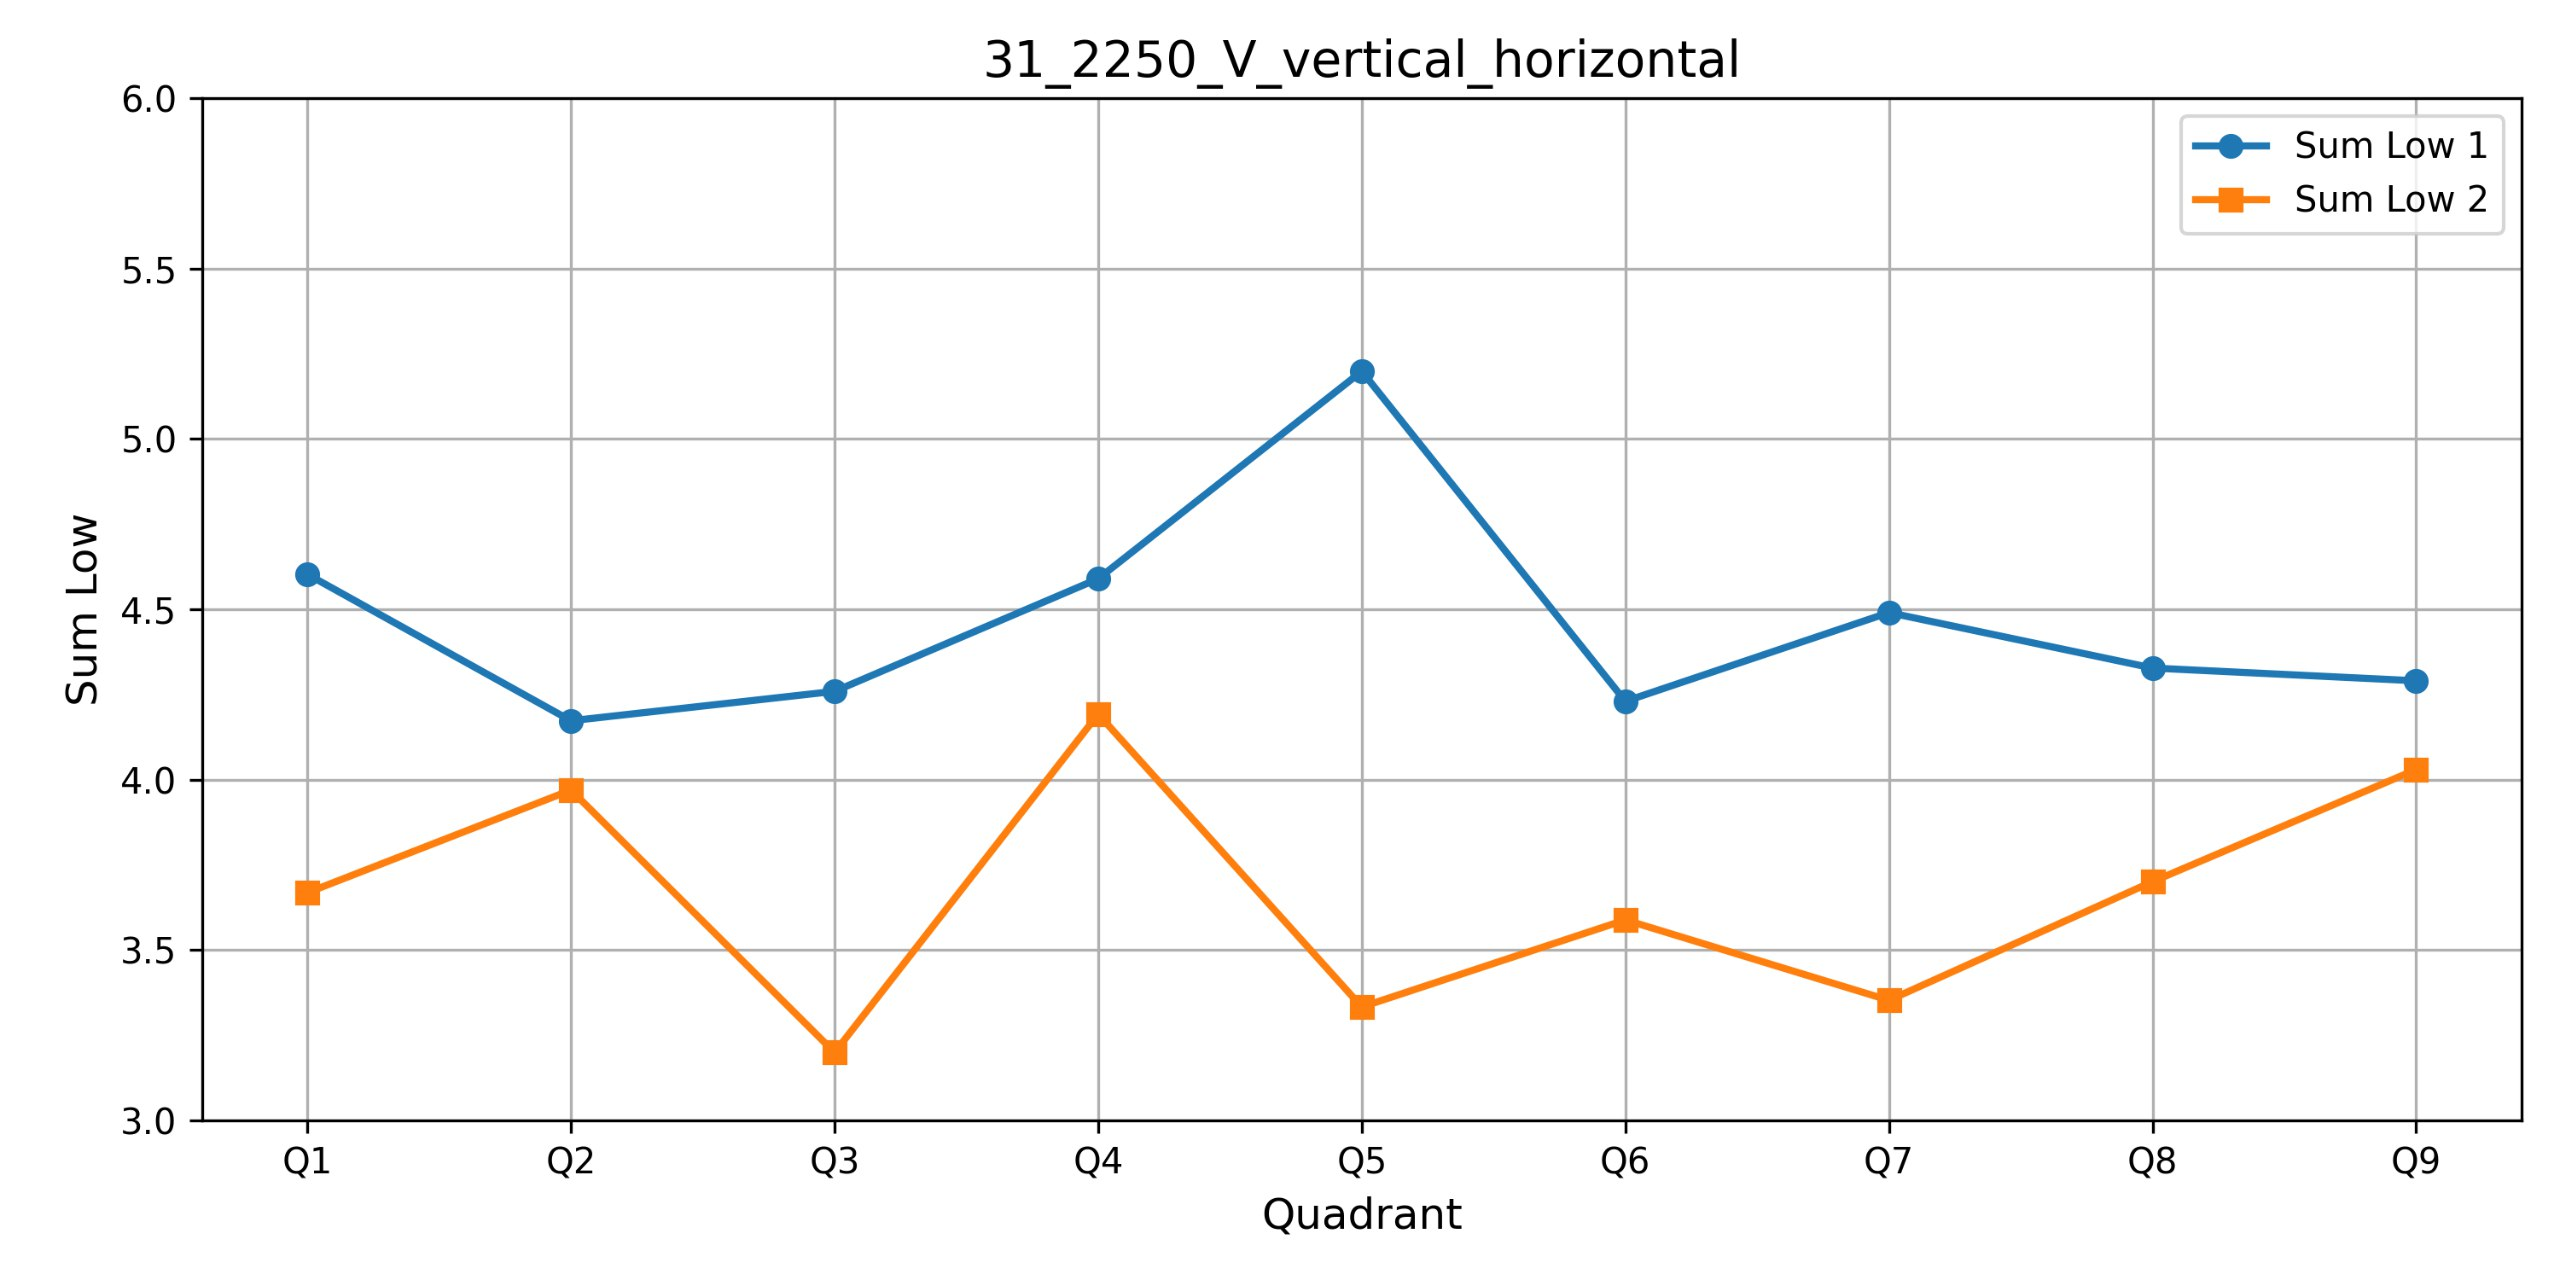 31_2250_V_vertical_horizontal
Sum Low 1
Sum Low 2
6.0
5.5
5.0
4.5
4.0
3.5
3.0
Sum Low
Q1 Q2 Q3 Q4 Q5 Q6 Q7 Q8 Q9
Quadrant